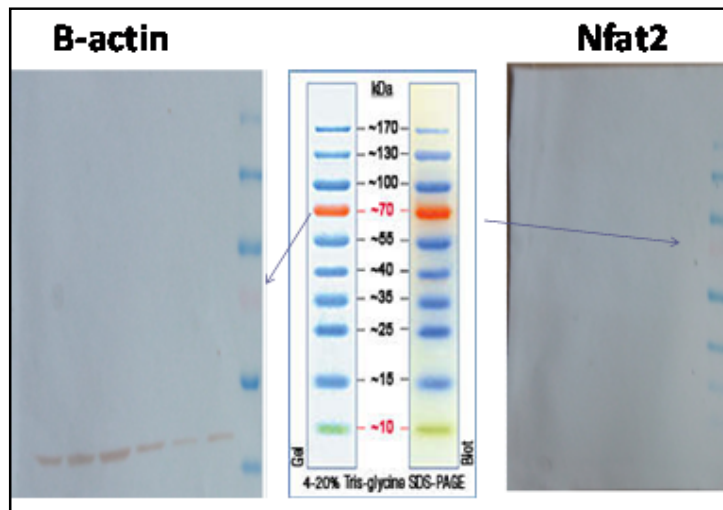 B-actin
Nfat2
kDa
~170
~130
~100
~70
~55
~40
~35
~25
~15
~10
Gel
Blot
4-20% Tris-glycine SDS-PAGE